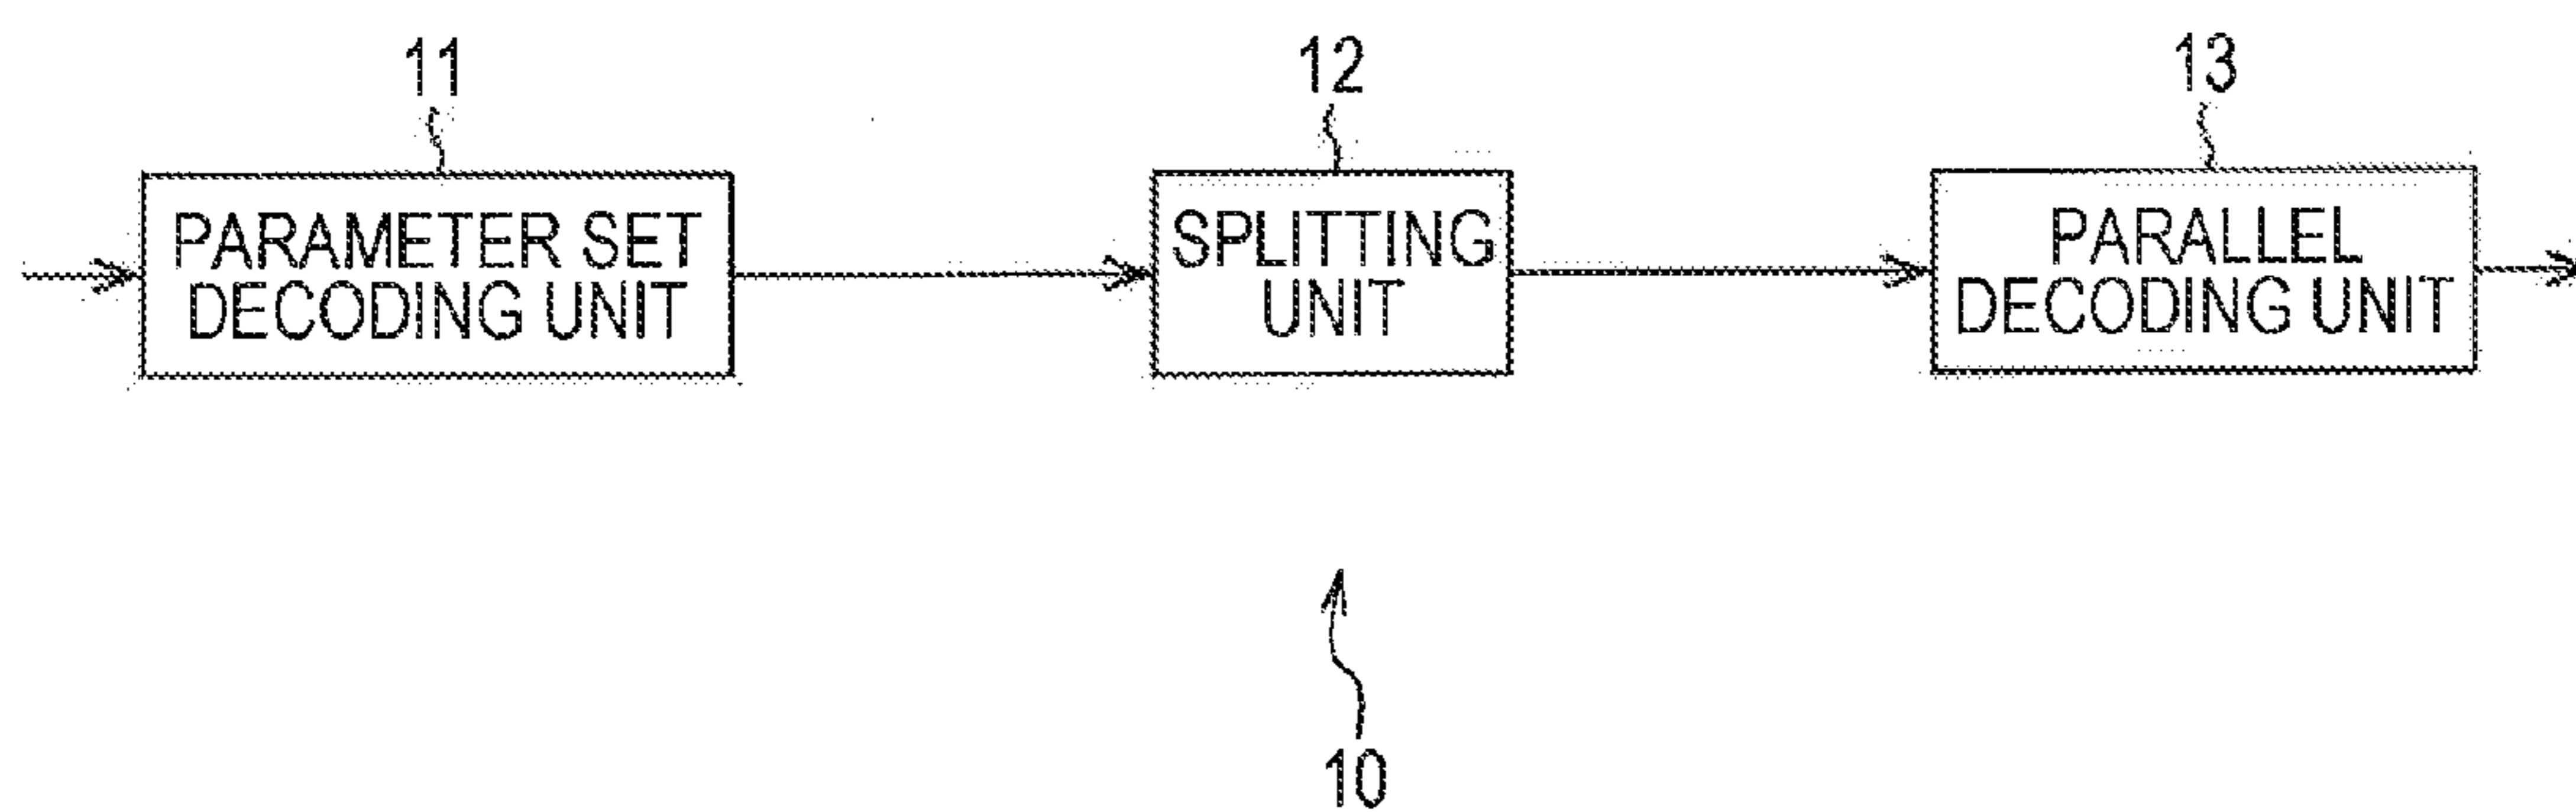 11
12
13
PARAMETER SET
DECODING UNIT
SPLITTING
UNIT
PARALLEL
DECODING UNIT
10